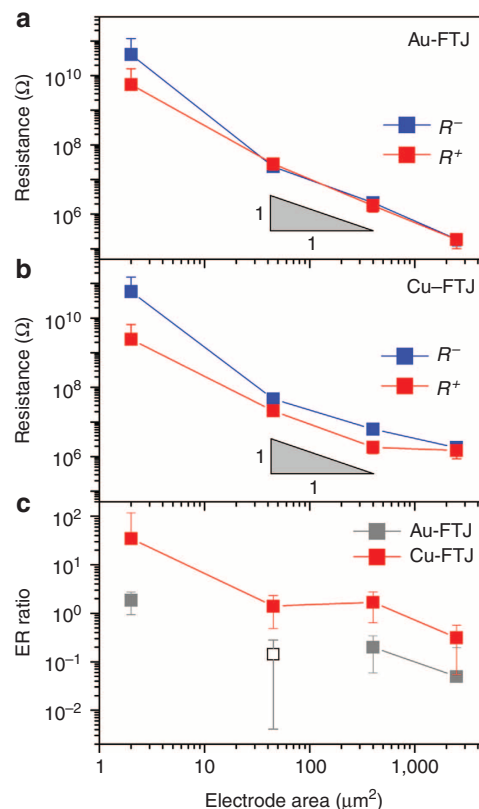 a
Au-FTJ
Resistance (Ω)
10^10
10^8
10^6
R−
R+
1
1
b
Cu–FTJ
Resistance (Ω)
10^10
10^8
10^6
R−
R+
1
1
c
Au-FTJ
Cu-FTJ
ER ratio
10^2
10^1
10^0
10^−1
10^−2
1 10 100 1,000
Electrode area (μm²)